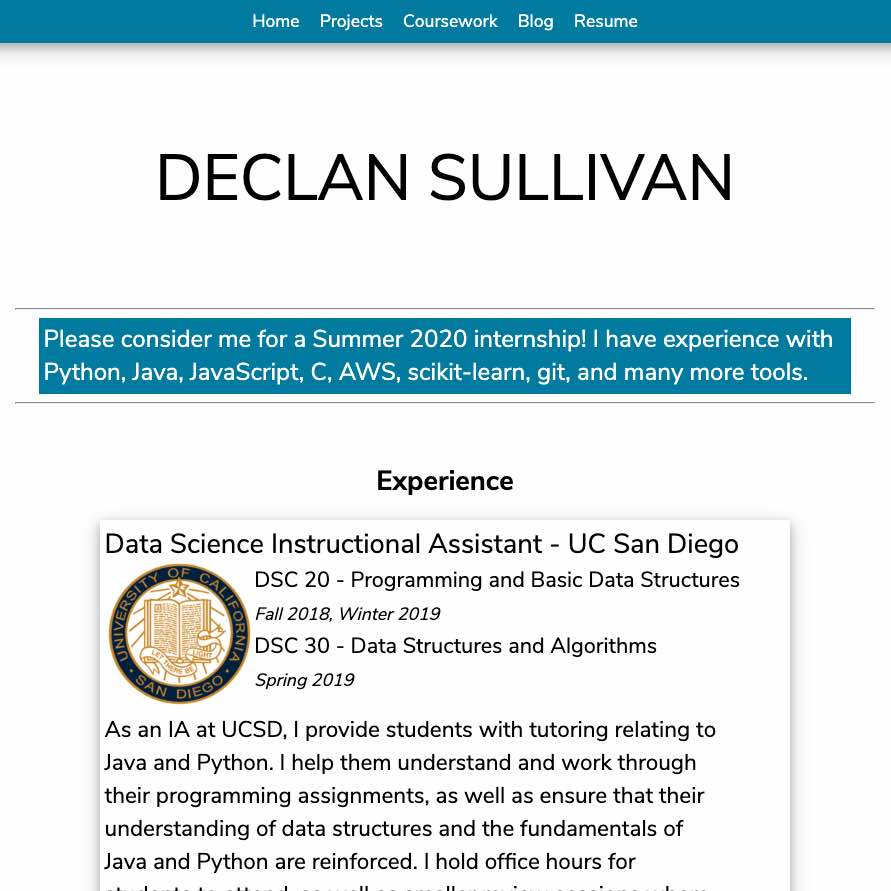 Home Projects Coursework Blog Resume
DECLAN SULLIVAN
Please consider me for a Summer 2020 internship! I have experience with
Python, Java, JavaScript, C, AWS, scikit-learn, git, and many more tools.
Experience
Data Science Instructional Assistant - UC San Diego
UNIVERSITY OF CALIFORNIA
LET THERE BE LIGHT
SAN DIEGO
DSC 20 - Programming and Basic Data Structures
Fall 2018, Winter 2019
DSC 30 - Data Structures and Algorithms
Spring 2019
As an IA at UCSD, I provide students with tutoring relating to
Java and Python. I help them understand and work through
their programming assignments, as well as ensure that their
understanding of data structures and the fundamentals of
Java and Python are reinforced. I hold office hours for